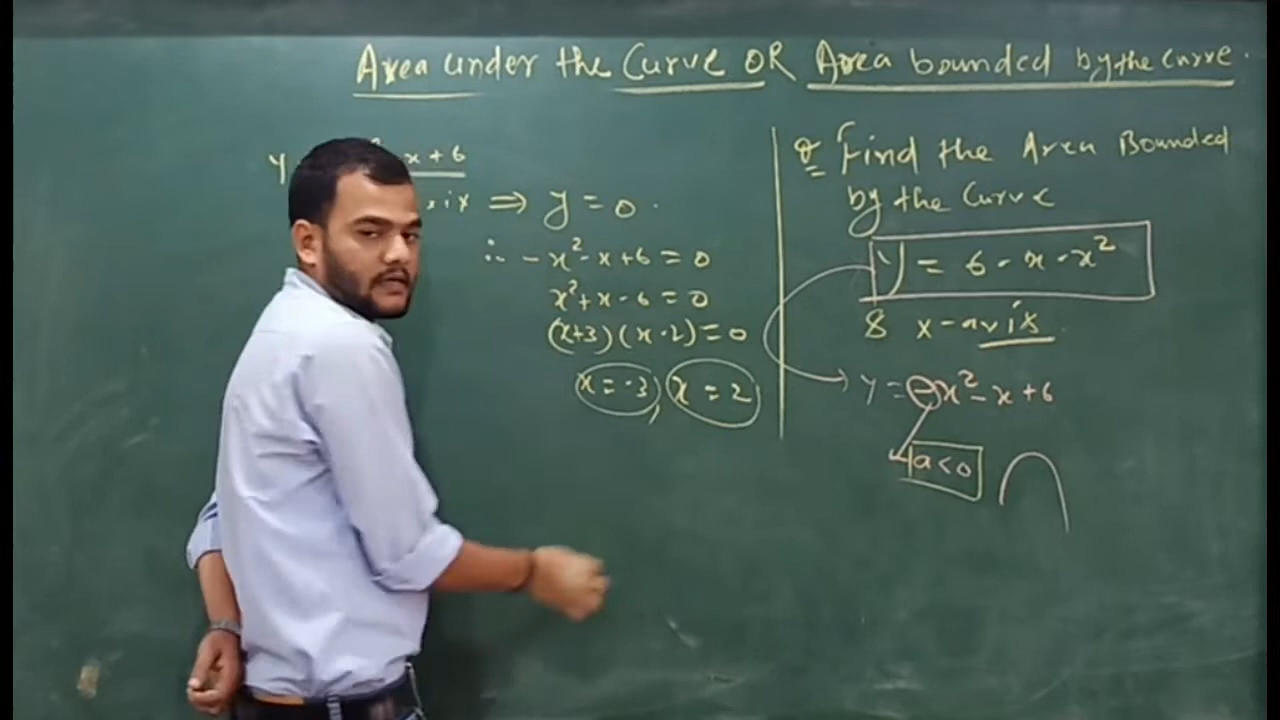 Area under the Curve OR Area bounded by the Curve.
y x + 6
⇒ y = 0.
∴ -x² - x + 6 = 0
x² + x - 6 = 0
(x+3)(x-2) = 0
x = -3, x = 2
Q Find the Area Bounded
by the Curve
y = 6 - x - x²
& x-axis
y = -x² - x + 6
a < 0